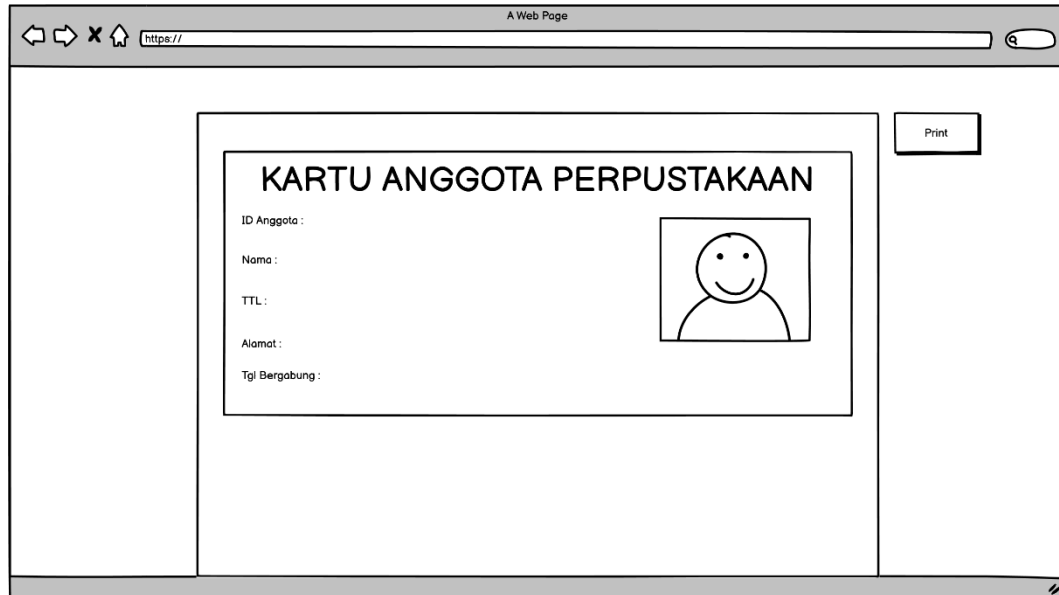 A Web Page
https://
Print
KARTU ANGGOTA PERPUSTAKAAN
ID Anggota :
Nama :
TTL :
Alamat :
Tgl Bergabung :